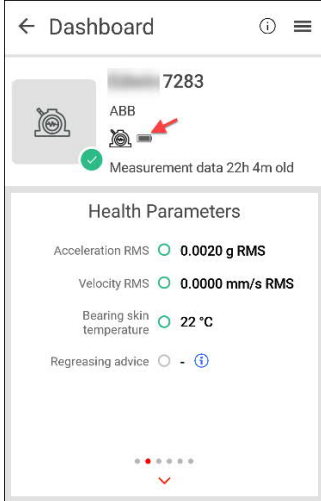 Dashboard
7283
ABB
Measurement data 22h 4m old
Health Parameters
Acceleration RMS 0.0020 g RMS
Velocity RMS 0.0000 mm/s RMS
Bearing skin
temperature 22 °C
Regreasing advice -